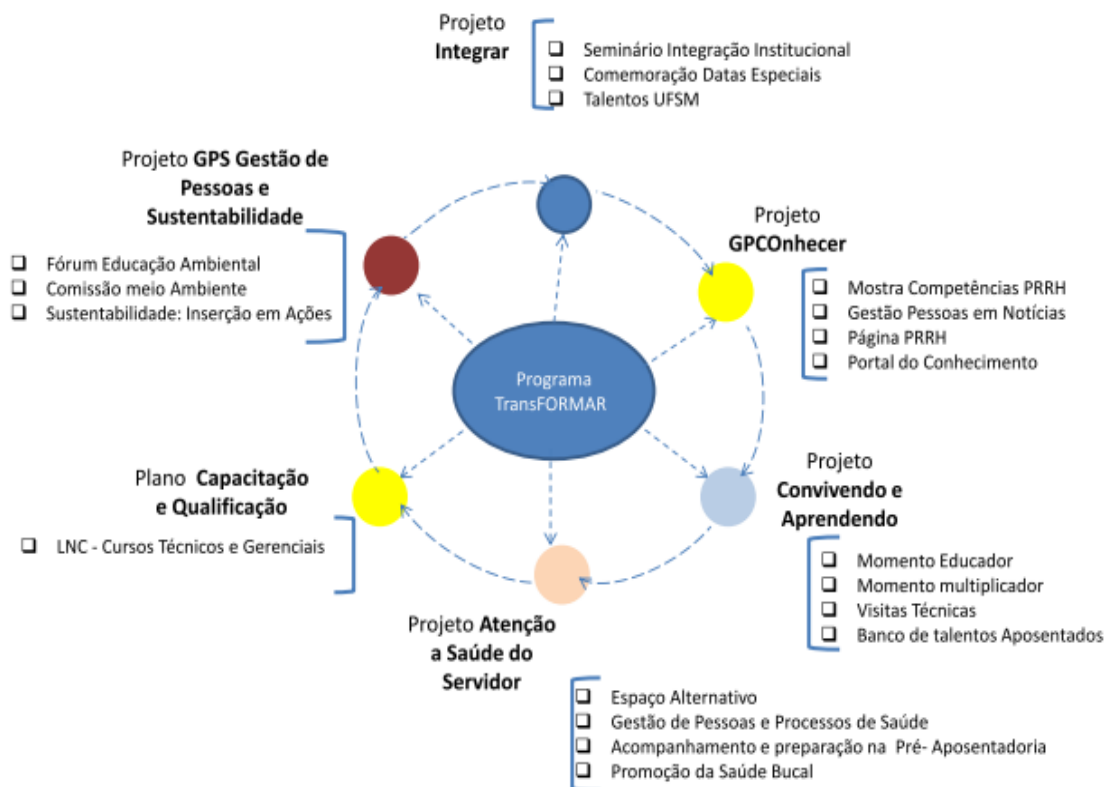 Projeto
Integrar
❑ Seminário Integração Institucional
❑ Comemoração Datas Especiais
❑ Talentos UFSM
Projeto GPS Gestão de
Pessoas e
Sustentabilidade
❑ Fórum Educação Ambiental
❑ Comissão meio Ambiente
❑ Sustentabilidade: Inserção em Ações
Projeto
GPCOnhecer
❑ Mostra Competências PRRH
❑ Gestão Pessoas em Notícias
❑ Página PRRH
❑ Portal do Conhecimento
Programa
TransFORMAR
Plano Capacitação
e Qualificação
❑ LNC - Cursos Técnicos e Gerenciais
Projeto
Convivendo e
Aprendendo
❑ Momento Educador
❑ Momento multiplicador
❑ Visitas Técnicas
❑ Banco de talentos Aposentados
Projeto Atenção
a Saúde do
Servidor
❑ Espaço Alternativo
❑ Gestão de Pessoas e Processos de Saúde
❑ Acompanhamento e preparação na Pré- Aposentadoria
❑ Promoção da Saúde Bucal